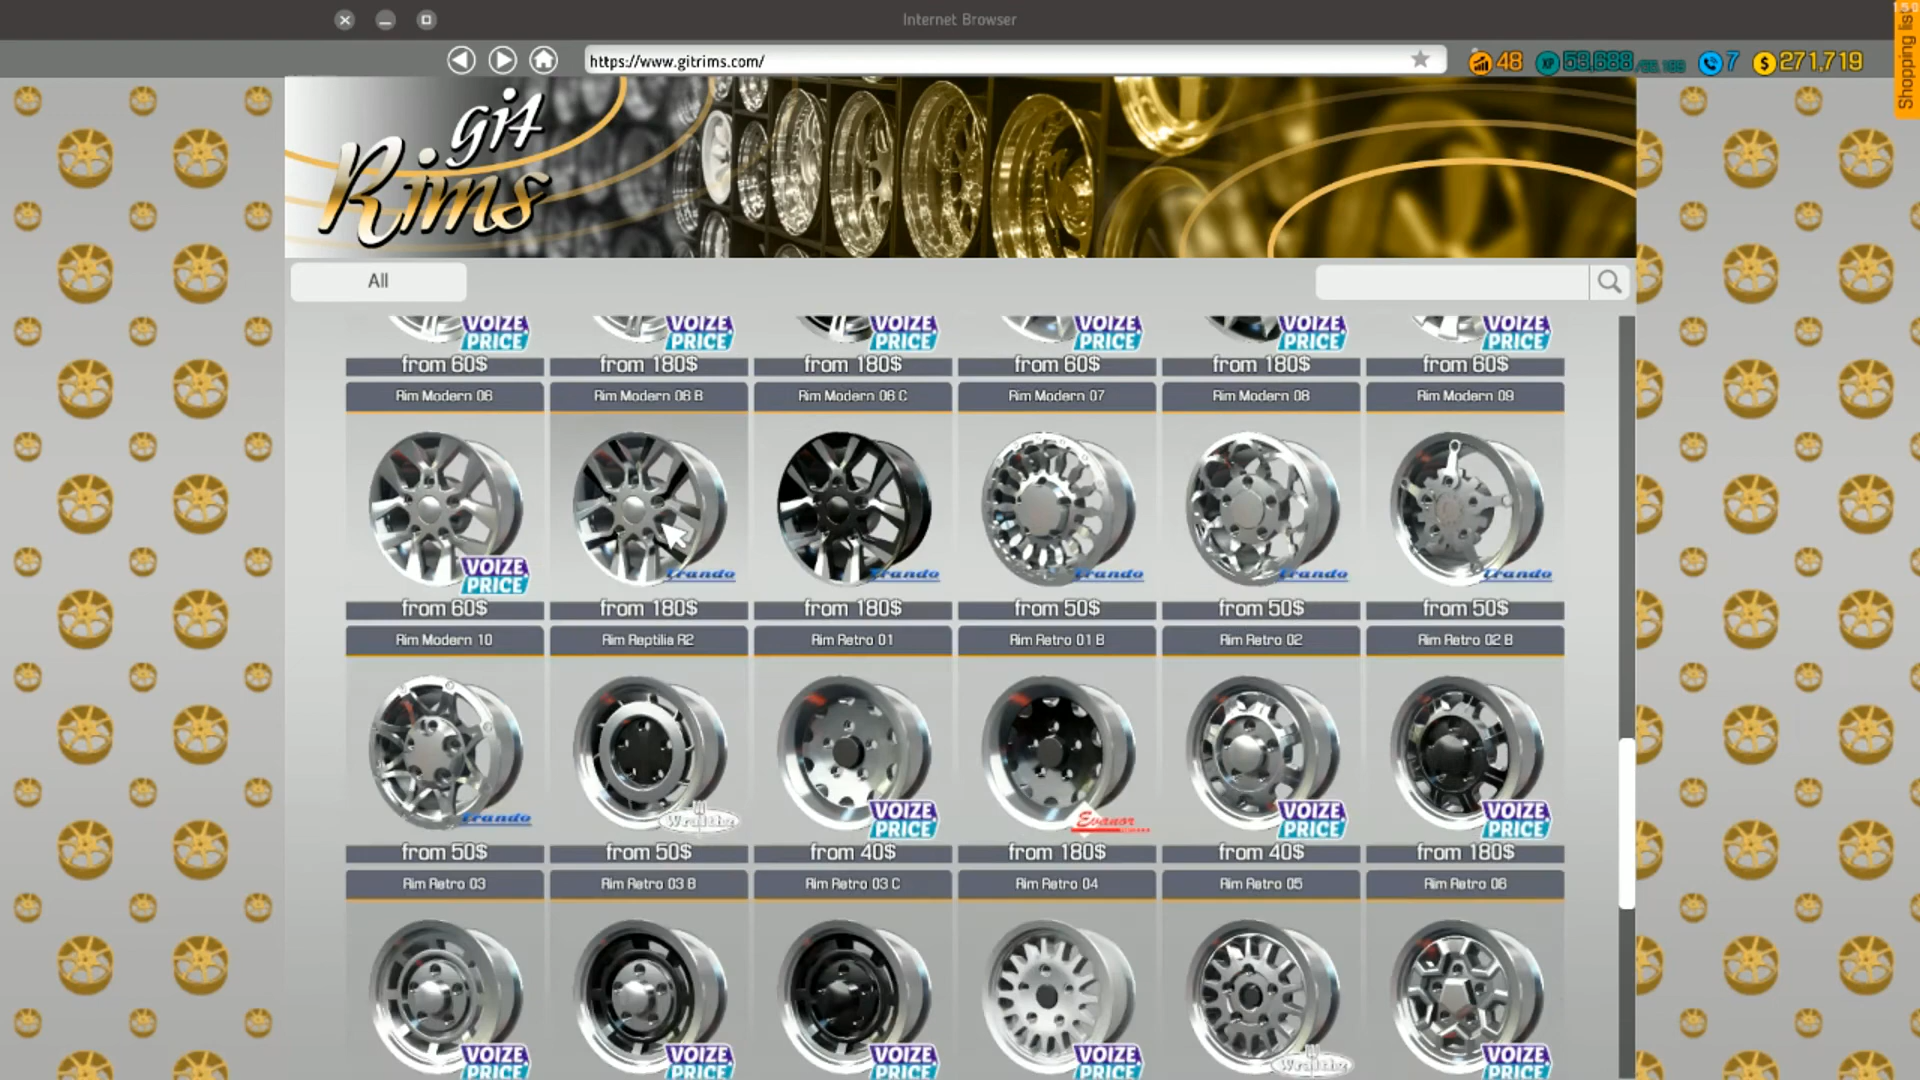 Internet Browser
150
https://www.gitrims.com/
48
XP 58,688
7
$ 271,719
Shopping list
git
Rims
All
VOIZE PRICE VOIZE PRICE VOIZE PRICE VOIZE PRICE VOIZE PRICE VOIZE PRICE
from 60$ from 180$ from 180$ from 60$ from 180$ from 60$
Rim Modern 06 Rim Modern 06 B Rim Modern 06 C Rim Modern 07 Rim Modern 08 Rim Modern 09
VOIZE PRICE
from 60$ from 180$ from 180$ from 50$ from 50$ from 50$
Rim Modern 10 Rim Reptilia R2 Rim Retro 01 Rim Retro 01 B Rim Retro 02 Rim Retro 02 B
VOIZE PRICE Evanor VOIZE PRICE VOIZE PRICE
from 50$ from 50$ from 40$ from 180$ from 40$ from 180$
Rim Retro 03 Rim Retro 03 B Rim Retro 03 C Rim Retro 04 Rim Retro 05 Rim Retro 06
VOIZE PRICE VOIZE PRICE VOIZE PRICE VOIZE PRICE VOIZE PRICE